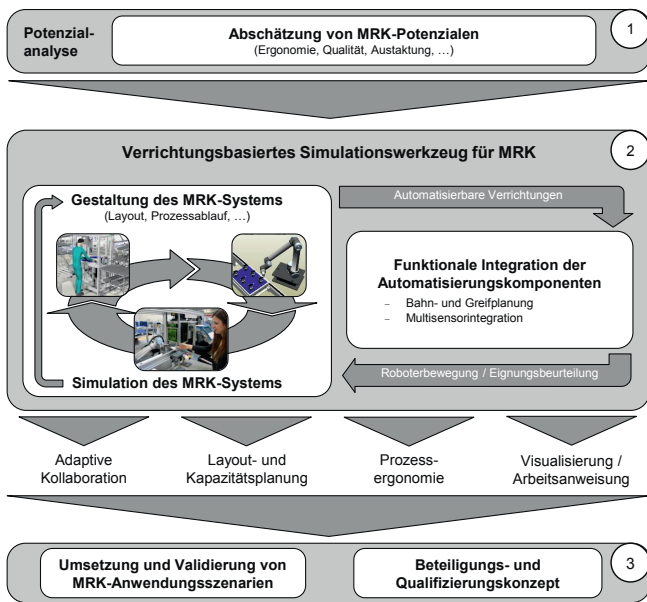 Potenzial-
analyse
Abschätzung von MRK-Potenzialen
(Ergonomie, Qualität, Austaktung, …)
1
Verrichtungsbasiertes Simulationswerkzeug für MRK
2
Gestaltung des MRK-Systems
(Layout, Prozessablauf, …)
Simulation des MRK-Systems
Automatisierbare Verrichtungen
Funktionale Integration der
Automatisierungskomponenten
– Bahn- und Greifplanung
– Multisensorintegration
Roboterbewegung / Eignungsbeurteilung
Adaptive
Kollaboration
Layout- und
Kapazitätsplanung
Prozess-
ergonomie
Visualisierung /
Arbeitsanweisung
Umsetzung und Validierung von
MRK-Anwendungsszenarien
Beteiligungs- und
Qualifizierungskonzept
3